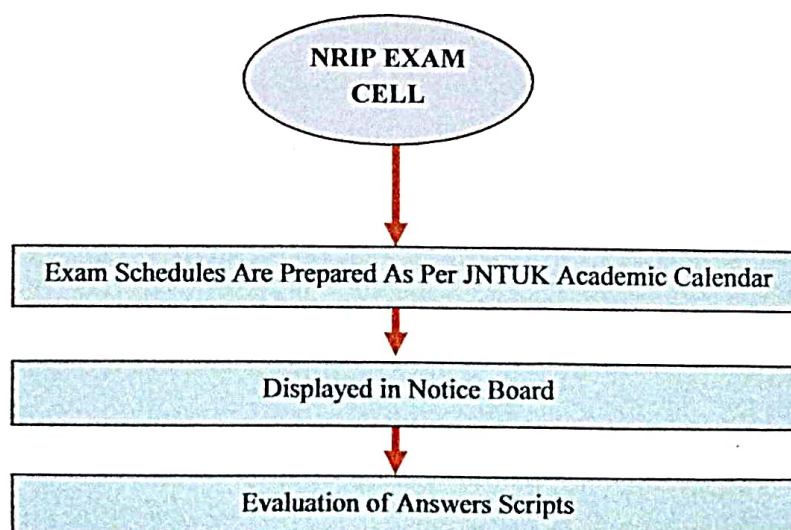 NRIP EXAM
CELL
Exam Schedules Are Prepared As Per JNTUK Academic Calendar
Displayed in Notice Board
Evaluation of Answers Scripts